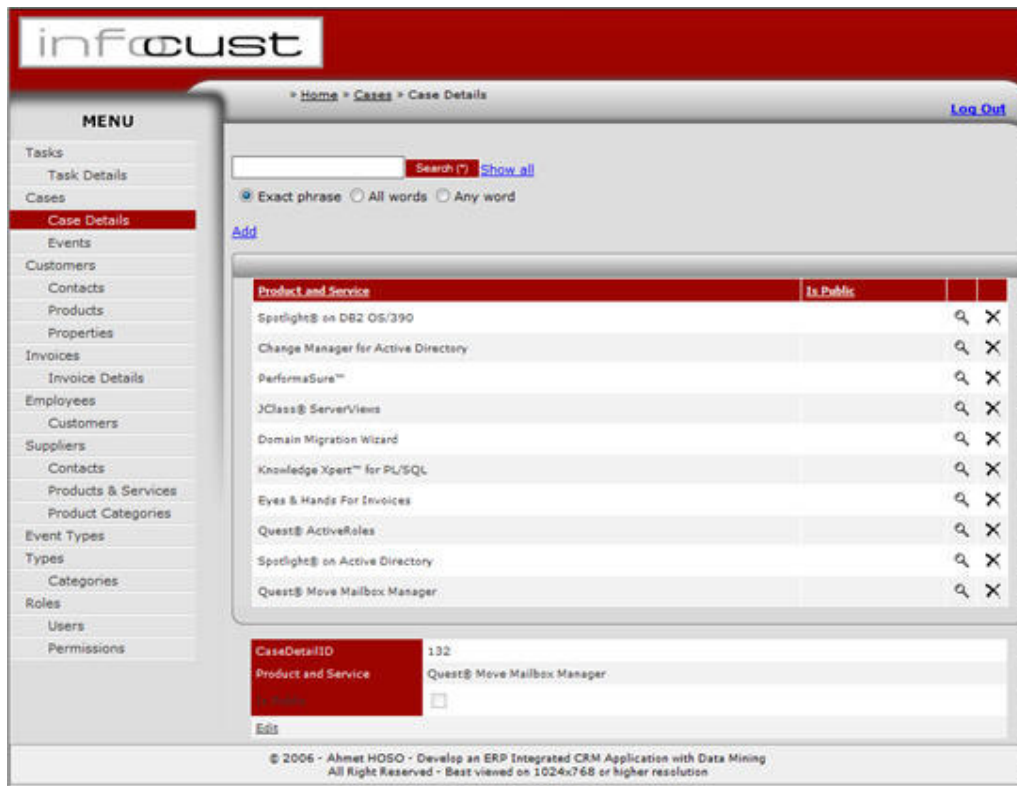 infocust
» Home » Cases » Case Details
Log Out
MENU
Tasks
Task Details
Cases
Case Details
Events
Customers
Contacts
Products
Properties
Invoices
Invoice Details
Employees
Customers
Suppliers
Contacts
Products & Services
Product Categories
Event Types
Types
Categories
Roles
Users
Permissions
Search (*) Show all
Exact phrase All words Any word
Add
Product and Service Is Public
Spotlight® on DB2 OS/390
Change Manager for Active Directory
PerformaSure™
JClass® ServerViews
Domain Migration Wizard
Knowledge Xpert™ for PL/SQL
Eyes & Hands For Invoices
Quest® ActiveRoles
Spotlight® on Active Directory
Quest® Move Mailbox Manager
CaseDetailID 132
Product and Service Quest® Move Mailbox Manager
Is Public
Edit
© 2006 - Ahmet HOSO - Develop an ERP Integrated CRM Application with Data Mining
All Right Reserved - Best viewed on 1024x768 or higher resolution